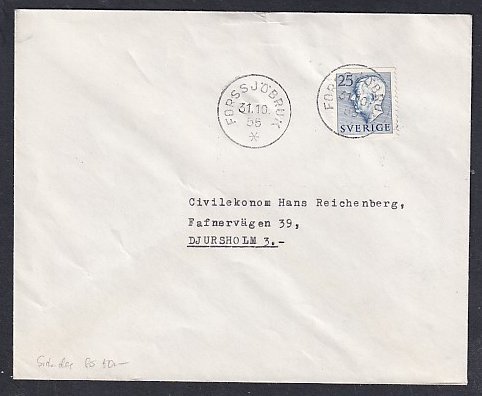 FORSSJÖBRUK
31.10.
56
25
SVERIGE
Civilekonom Hans Reichenberg,
Fafnervägen 39,
DJURSHOLM 3.-